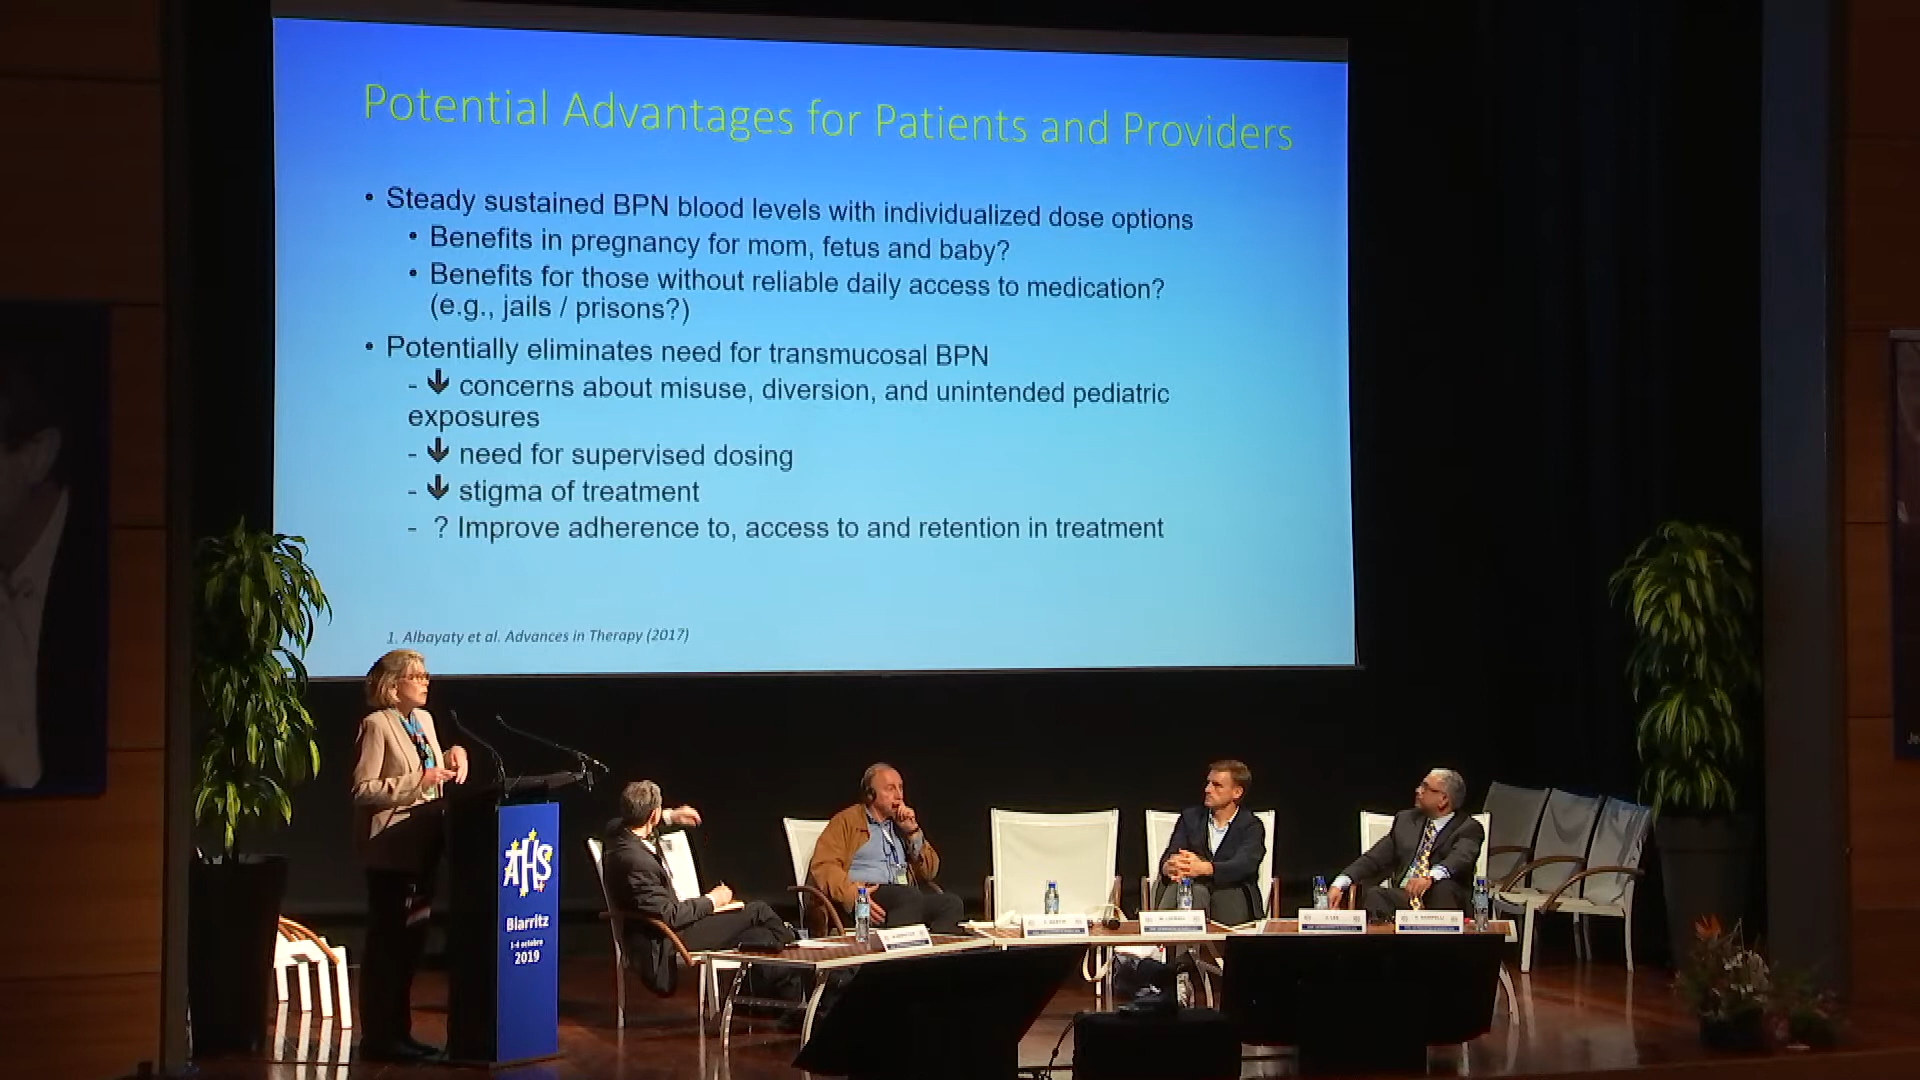 Potential Advantages for Patients and Providers
• Steady sustained BPN blood levels with individualized dose options
• Benefits in pregnancy for mom, fetus and baby?
• Benefits for those without reliable daily access to medication?
(e.g., jails / prisons?)
• Potentially eliminates need for transmucosal BPN
- 🡇 concerns about misuse, diversion, and unintended pediatric
exposures
- 🡇 need for supervised dosing
- 🡇 stigma of treatment
- ? Improve adherence to, access to and retention in treatment
1. Albayaty et al. Advances in Therapy (2017)
AHS
Biarritz
1-4 octobre
2019